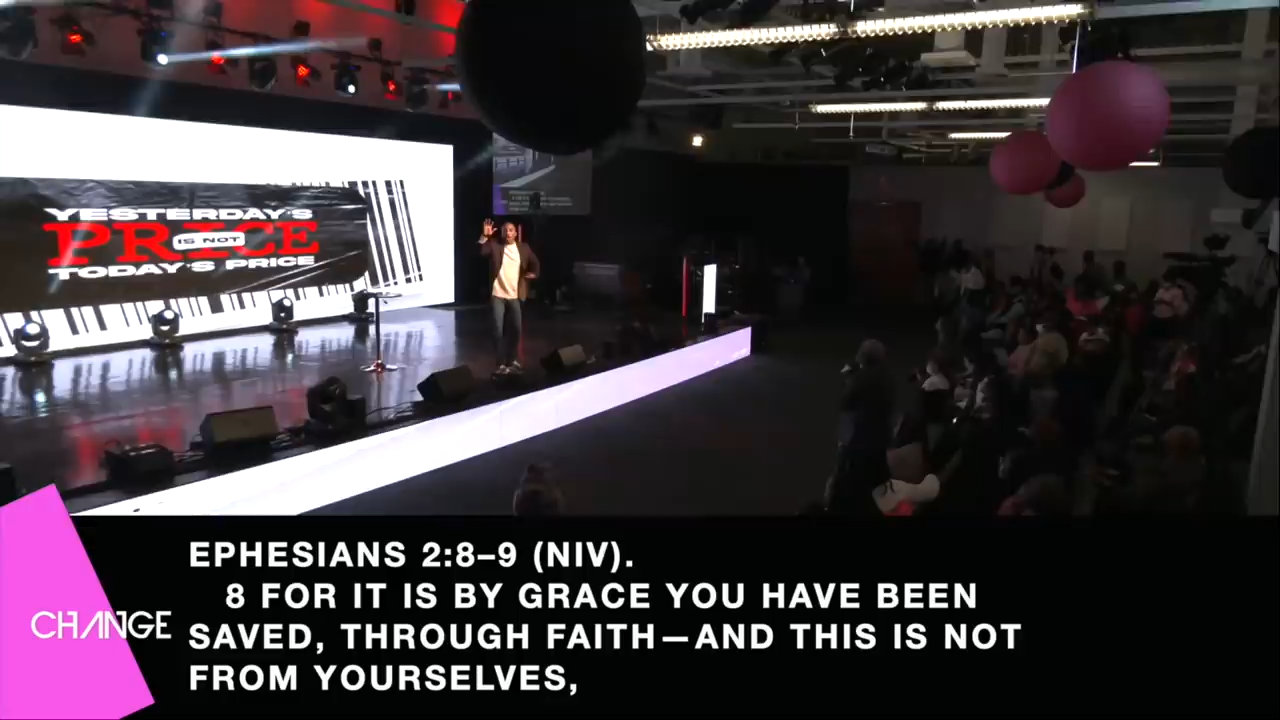 YESTERDAY'S
PRICE
IS NOT
TODAY'S PRICE
EPHESIANS 2:8–9 (NIV).
8 FOR IT IS BY GRACE YOU HAVE BEEN
CHANGE
SAVED, THROUGH FAITH—AND THIS IS NOT
FROM YOURSELVES,